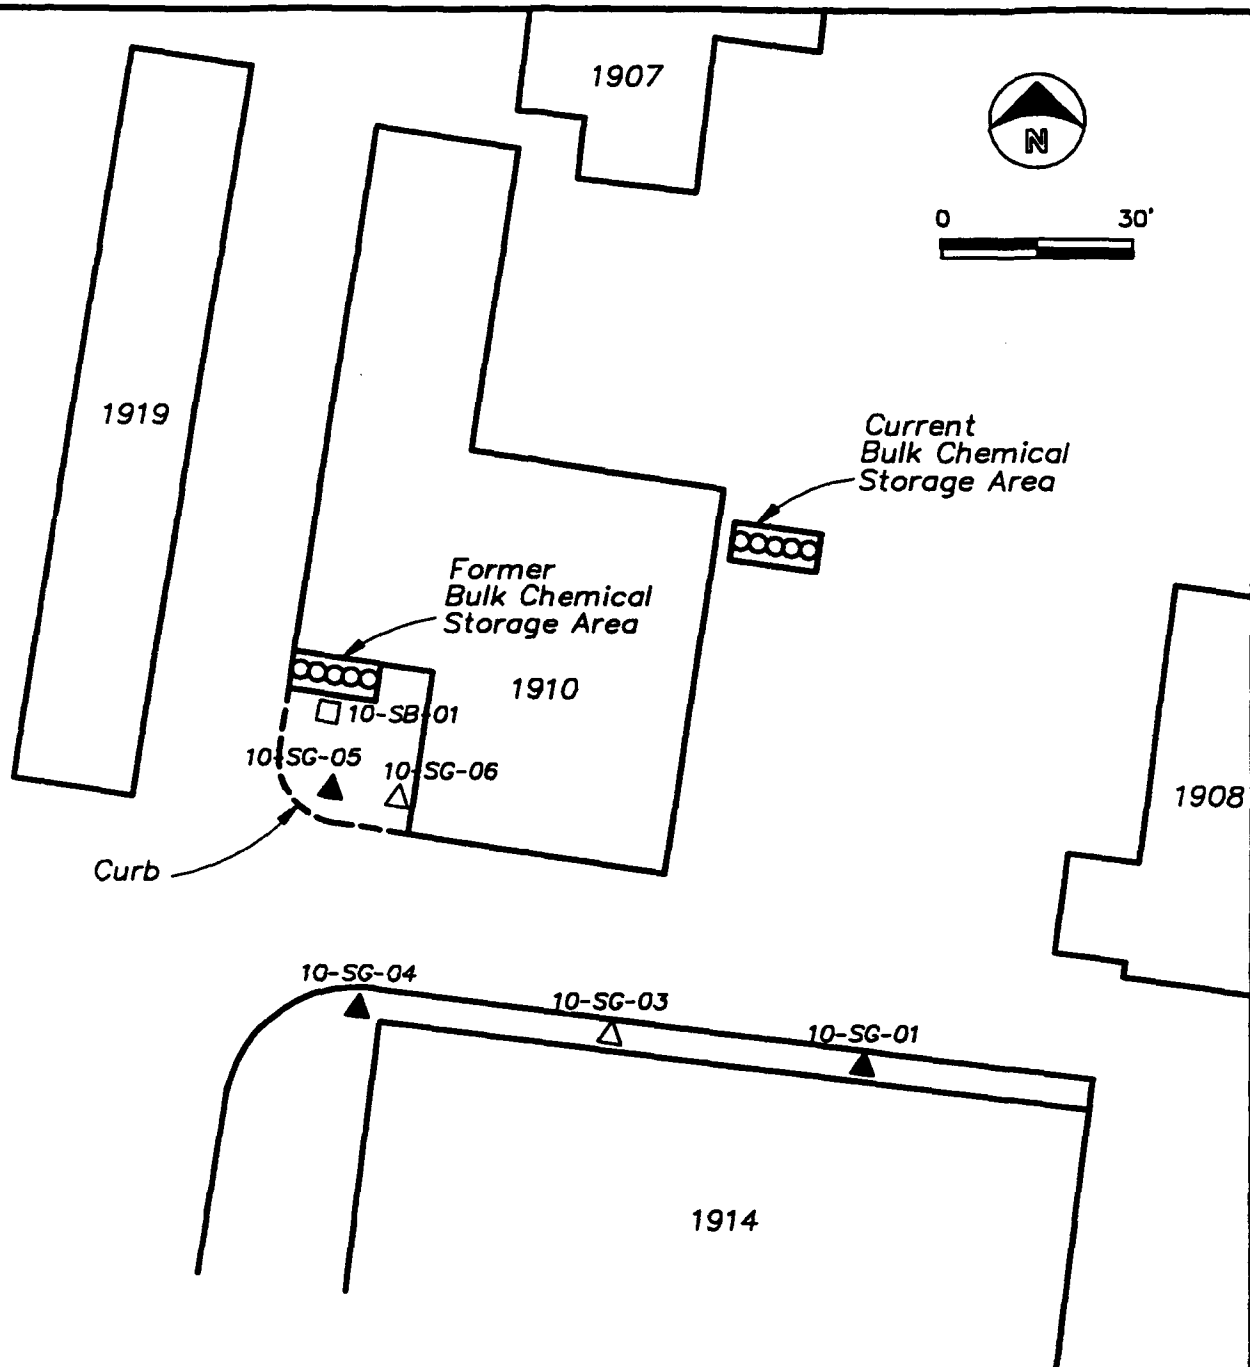 1907
N
0 30'
1919
Current
Bulk Chemical
Storage Area
Former
Bulk Chemical
Storage Area
1910
10-SB-01
10-SG-05
10-SG-06
1908
Curb
10-SG-04
10-SG-03
10-SG-01
1914